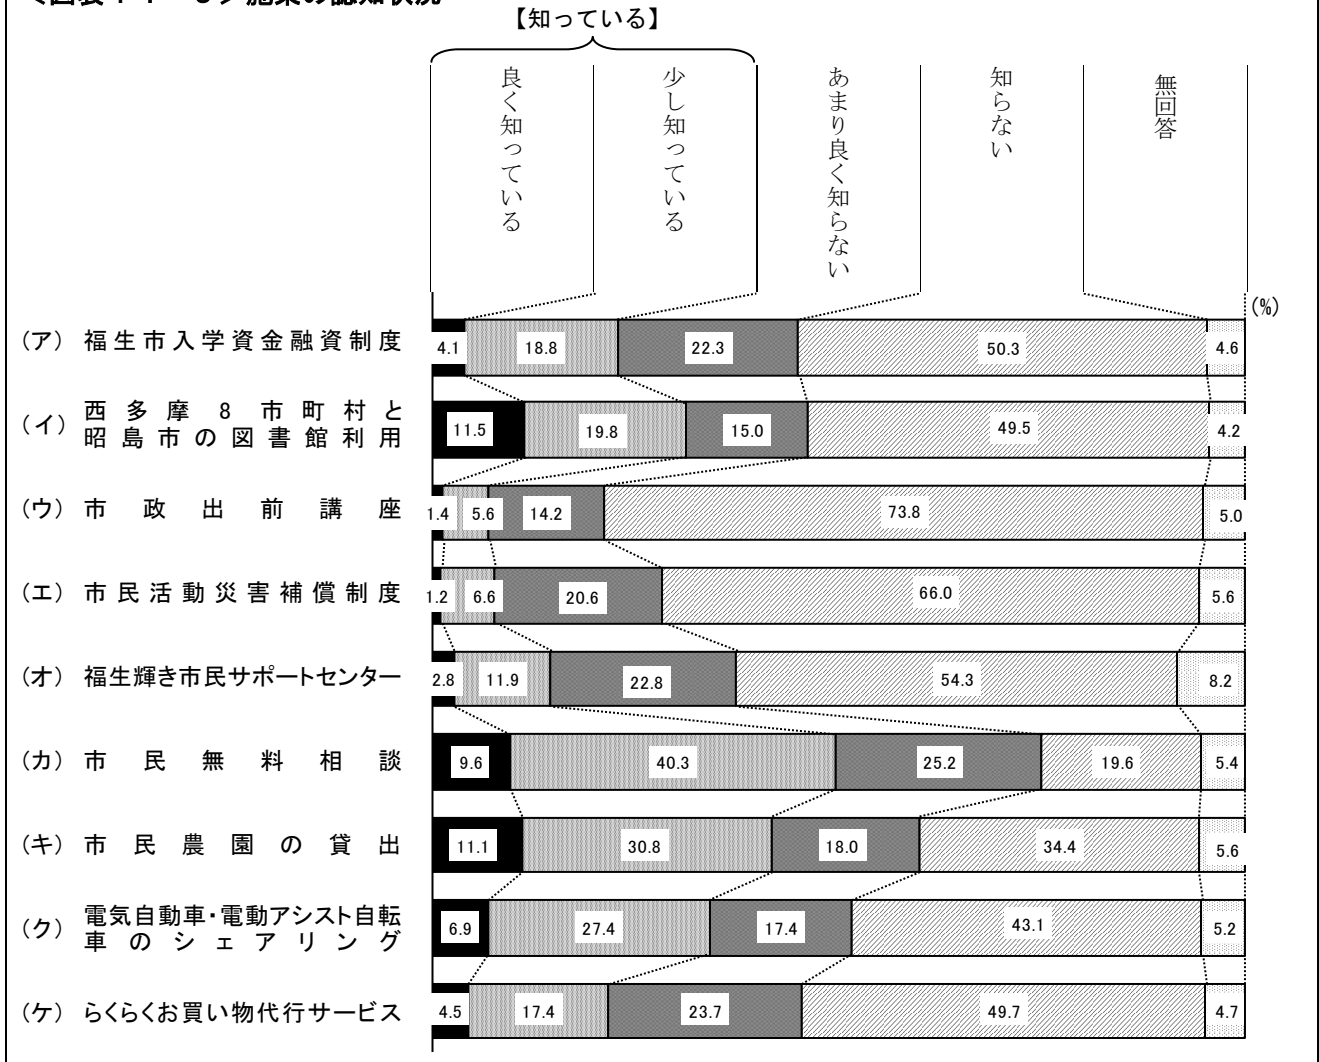 【知っている】
良く知っている
少し知っている
あまり良く知らない
知らない
無回答
(%)
(ア) 福生市入学資金融資制度 4.1 18.8 22.3 50.3 4.6
(イ) 西多摩8市町村と
昭島市の図書館利用 11.5 19.8 15.0 49.5 4.2
(ウ) 市政出前講座 1.4 5.6 14.2 73.8 5.0
(エ) 市民活動災害補償制度 1.2 6.6 20.6 66.0 5.6
(オ) 福生輝き市民サポートセンター 2.8 11.9 22.8 54.3 8.2
(カ) 市民無料相談 9.6 40.3 25.2 19.6 5.4
(キ) 市民農園の貸出 11.1 30.8 18.0 34.4 5.6
(ク) 電気自動車・電動アシスト自転
車のシェアリング 6.9 27.4 17.4 43.1 5.2
(ケ) らくらくお買い物代行サービス 4.5 17.4 23.7 49.7 4.7